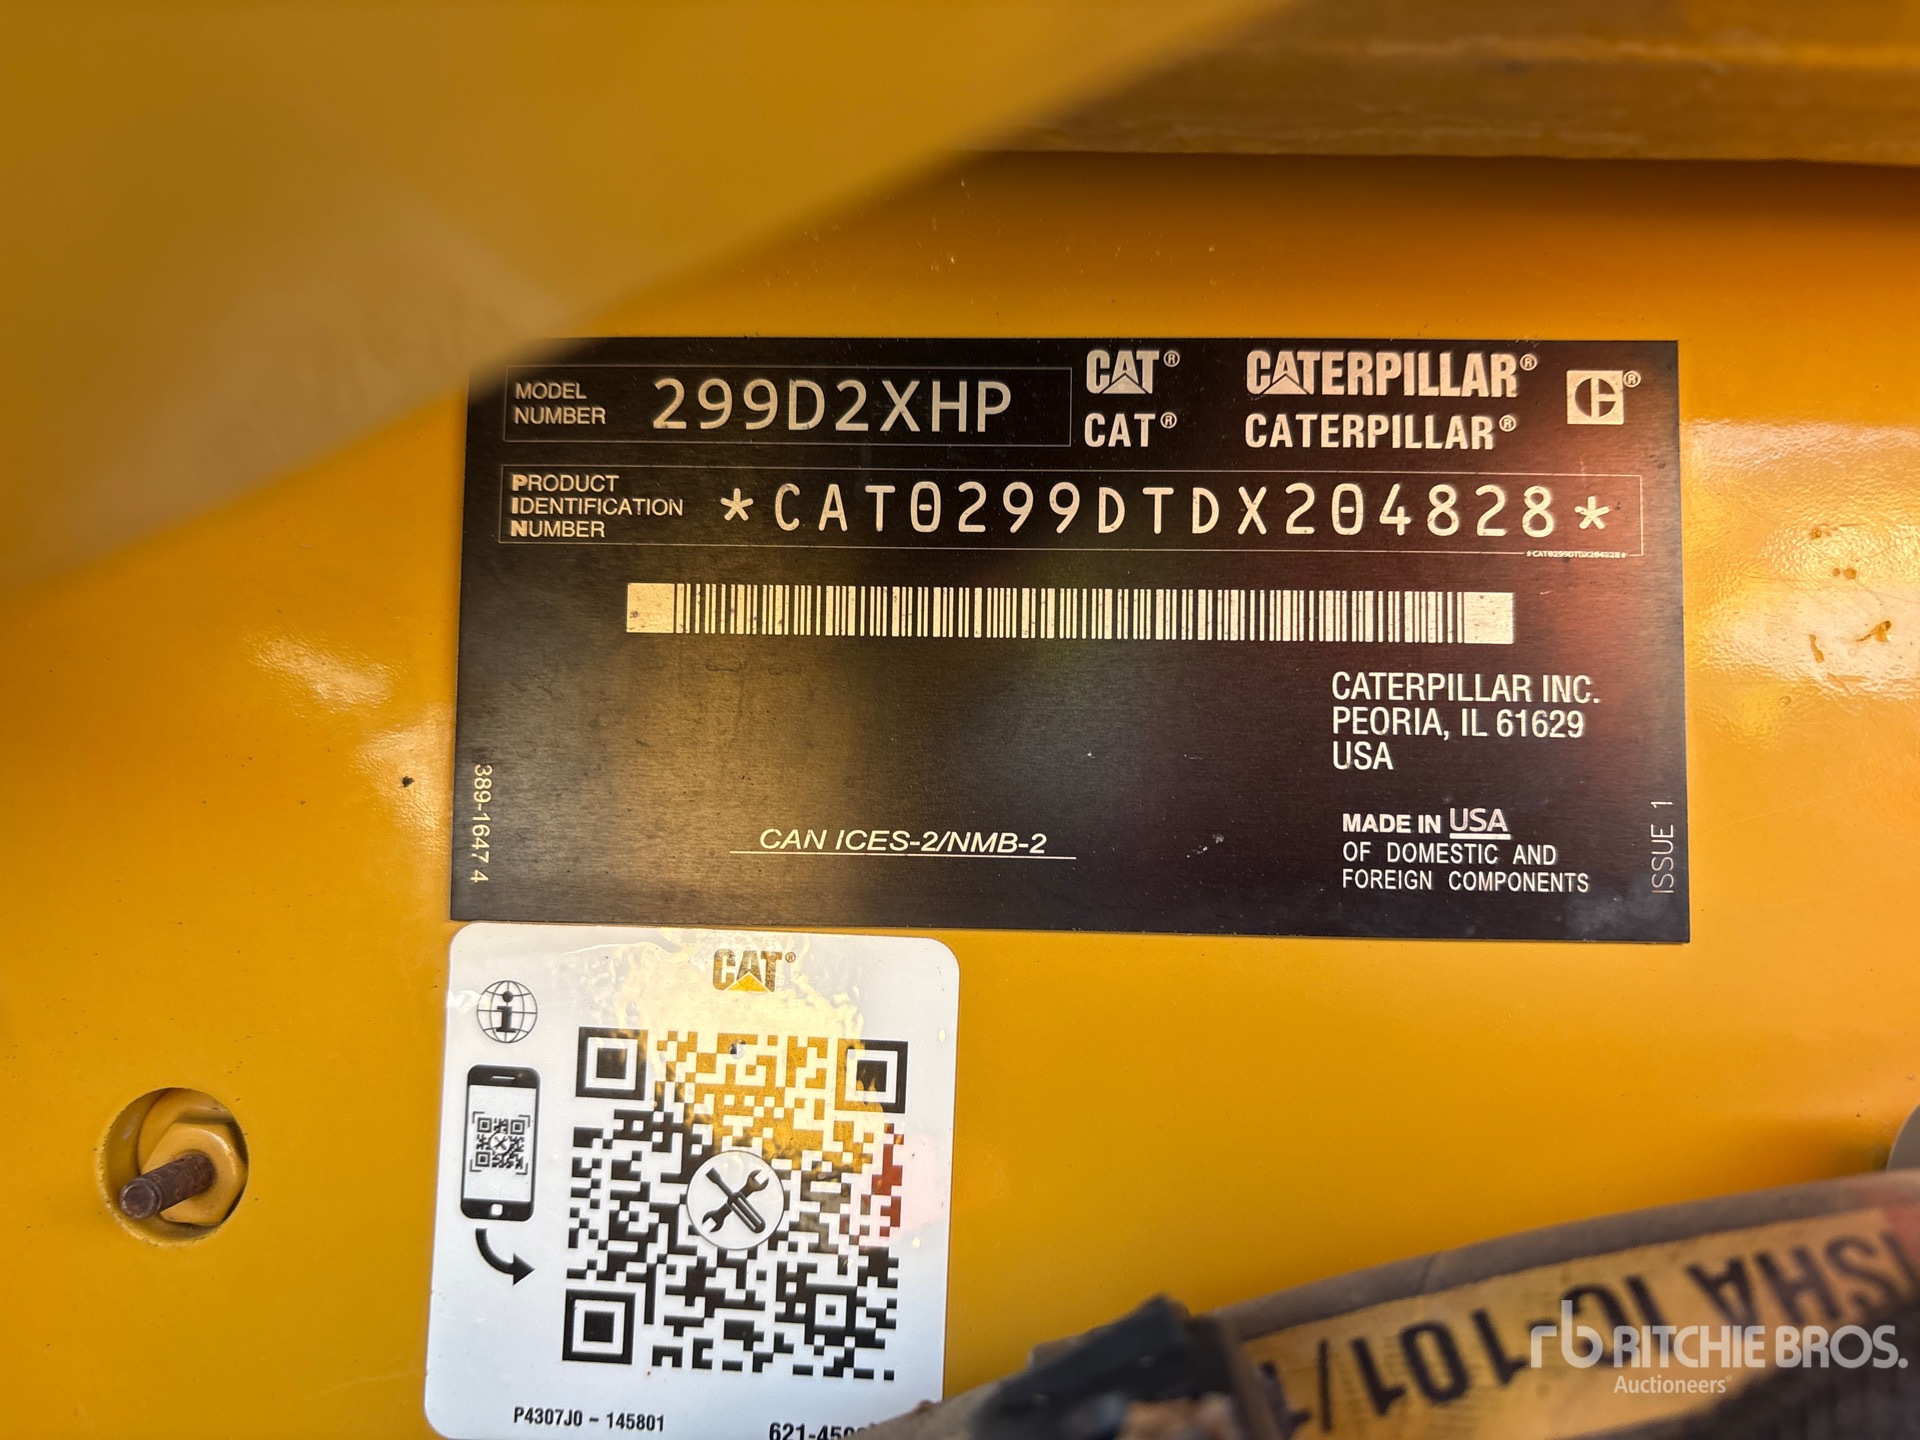 MODEL
NUMBER
299D2XHP
CAT® CATERPILLAR®
CAT® CATERPILLAR®
C®
PRODUCT
IDENTIFICATION
NUMBER
*CAT0299DTDX204828*
*CAT0299DTDX204828*
CATERPILLAR INC.
PEORIA, IL 61629
USA
389-1647 4
CAN ICES-2/NMB-2
MADE IN USA
OF DOMESTIC AND
FOREIGN COMPONENTS
ISSUE 1
CAT®
i
P4307J0 - 145801
rb RITCHIE BROS.
Auctioneers